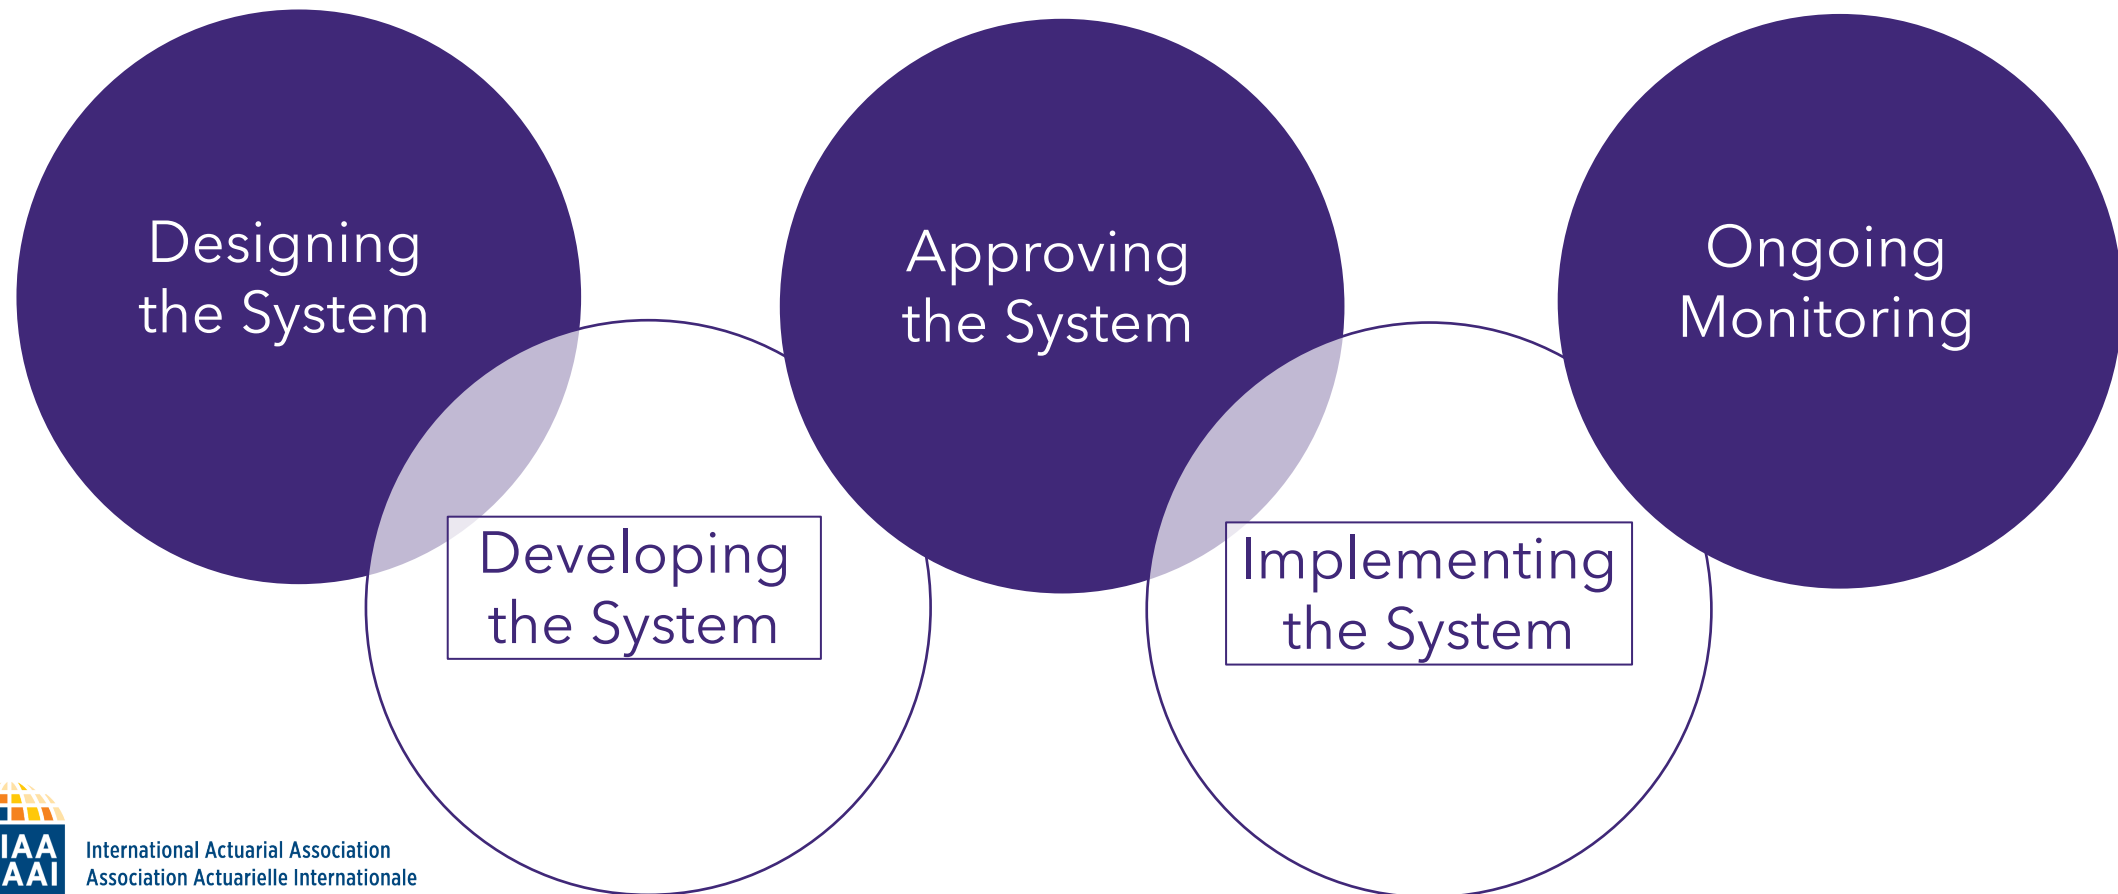 Designing
the System
Developing
the System
Approving
the System
Implementing
the System
Ongoing
Monitoring
IAA
AAI
International Actuarial Association
Association Actuarielle Internationale